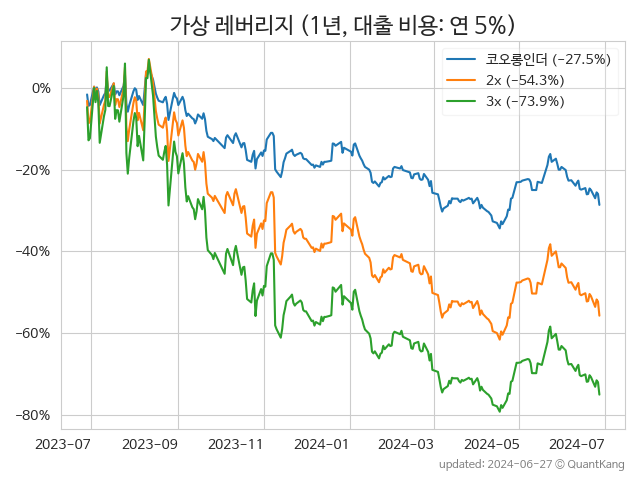 가상 레버리지 (1년, 대출 비용: 연 5%)
코오롱인더 (−27.5%)
2x (−54.3%)
3x (−73.9%)
0%
−20%
−40%
−60%
−80%
2023-07 2023-09 2023-11 2024-01 2024-03 2024-05 2024-07
updated: 2024-06-27 © QuantKang